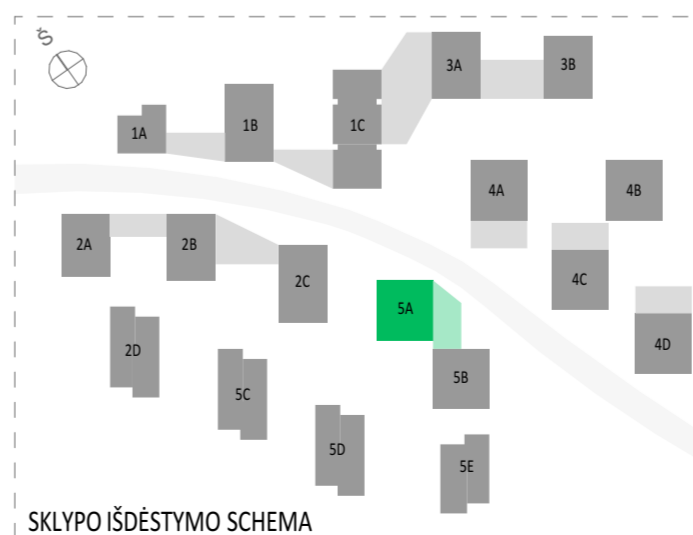 Š
3A
3B
1A
1B
1C
4A
4B
2A
2B
2C
4C
5A
4D
2D
5B
5C
5D
5E
SKLYPO IŠDĖSTYMO SCHEMA